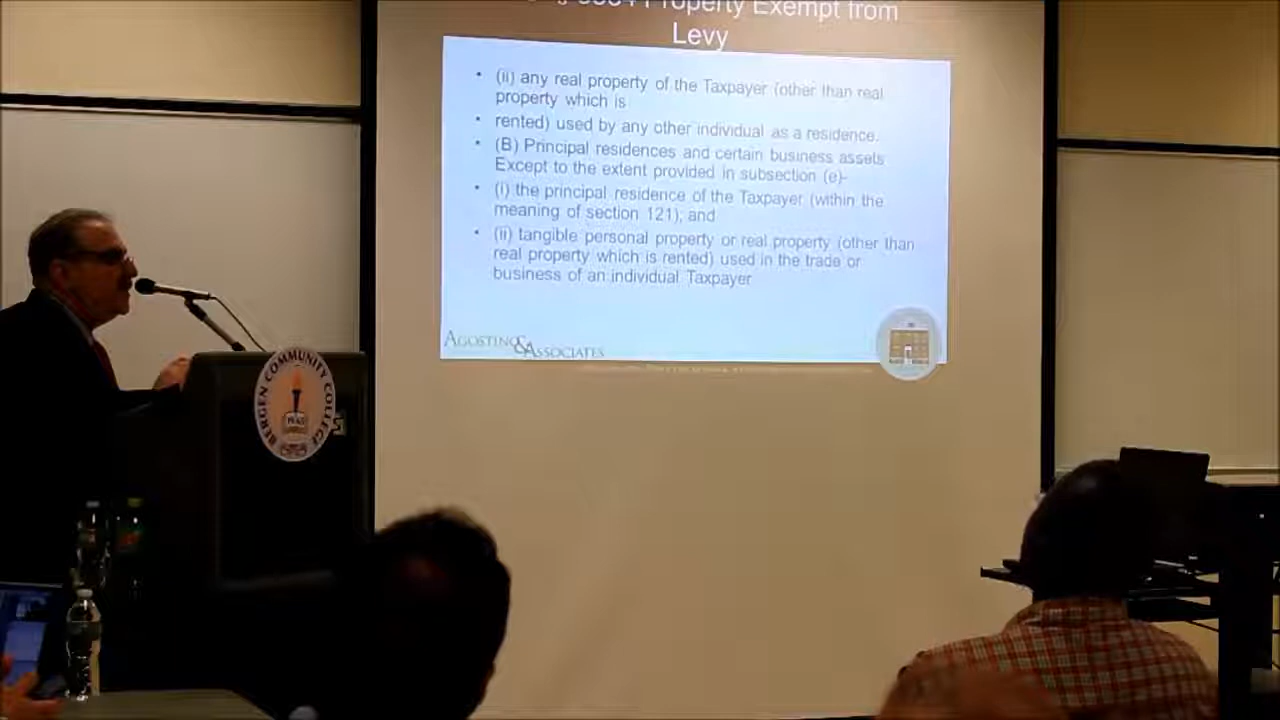 Property Exempt from
Levy
• (ii) any real property of the Taxpayer (other than real
property which is
• rented) used by any other individual as a residence.
• (B) Principal residences and certain business assets
Except to the extent provided in subsection (e)-
• (i) the principal residence of the Taxpayer (within the
meaning of section 121); and
• (ii) tangible personal property or real property (other than
real property which is rented) used in the trade or
business of an individual Taxpayer
AGOSTINO & ASSOCIATES
BERGEN COMMUNITY COLLEGE